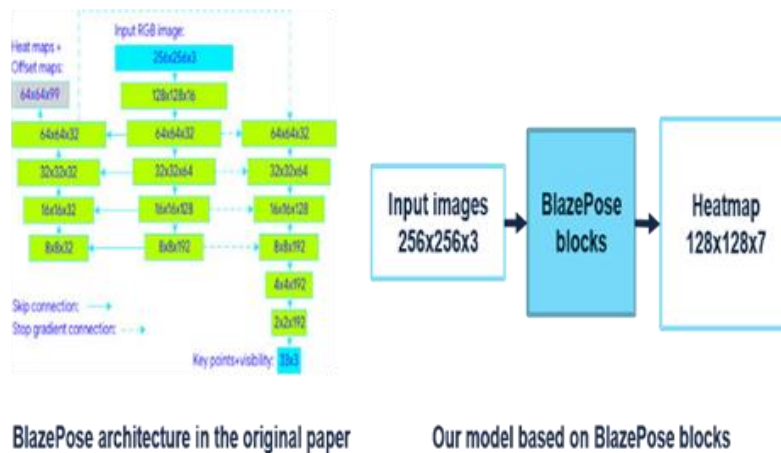 Input RGB image:
Heat maps +
Offset maps:
256x256x3
64x64x99
128x128x16
64x64x32
64x64x32
64x64x32
32x32x32
32x32x64
32x32x64
16x16x32
16x16x128
16x16x128
8x8x32
8x8x192
8x8x192
4x4x192
2x2x192
Skip connection:
Stop gradient connection:
Key points+visibility: 33x3
Input images
256x256x3
BlazePose
blocks
Heatmap
128x128x7
BlazePose architecture in the original paper
Our model based on BlazePose blocks